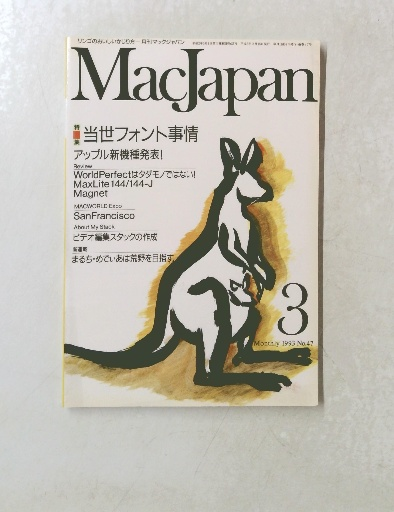 リンゴのおいしいかじり方―月刊マックジャパン
MacJapan
特集
当世フォント事情
アップル新機種発表!
Review
WorldPerfectはタダモノではない!
MaxLite144/144-J
Magnet
MACWORLD Expo
SanFrancisco
About My Stack
ビデオ編集スタックの作成
新連載
まるち・めでぃあは荒野を目指す
3
Monthly 1993 No.47